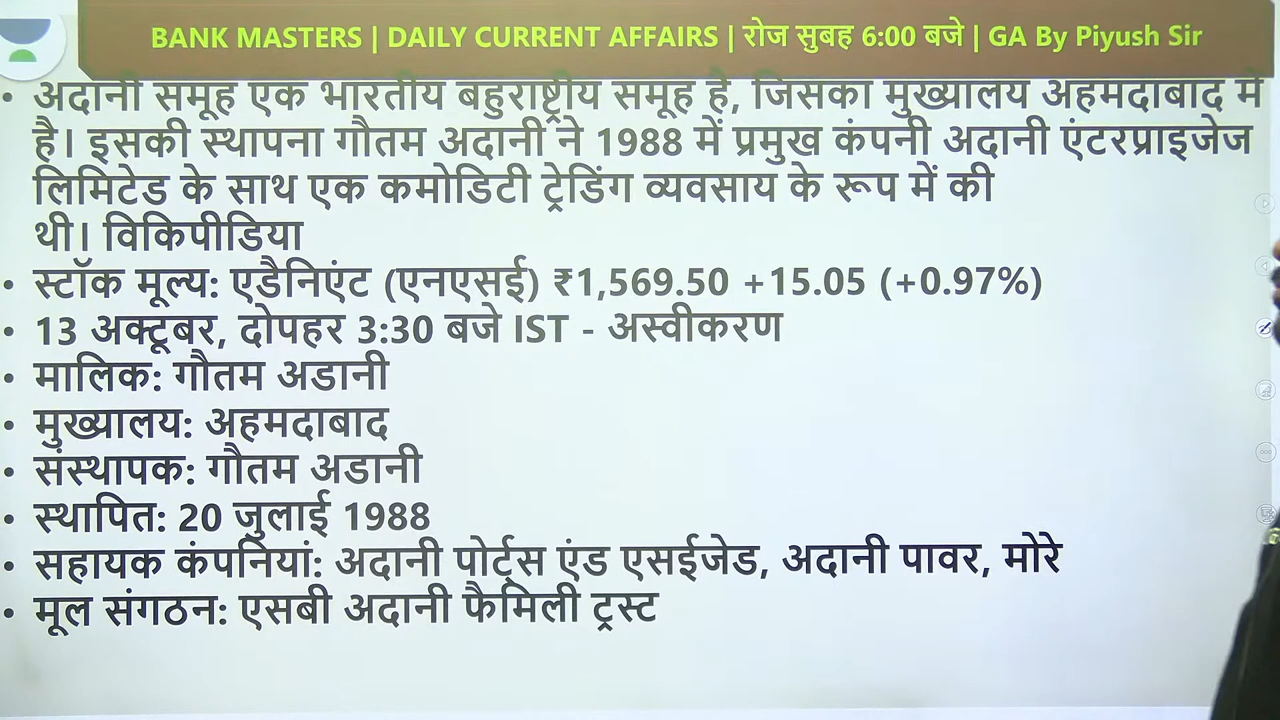 BANK MASTERS | DAILY CURRENT AFFAIRS | रोज सुबह 6:00 बजे | GA By Piyush Sir
• अदानी समूह एक भारतीय बहुराष्ट्रीय समूह है, जिसका मुख्यालय अहमदाबाद में
है। इसकी स्थापना गौतम अदानी ने 1988 में प्रमुख कंपनी अदानी एंटरप्राइजेज
लिमिटेड के साथ एक कमोडिटी ट्रेडिंग व्यवसाय के रूप में की
थी। विकिपीडिया
• स्टॉक मूल्य: एडैनिएंट (एनएसई) ₹1,569.50 +15.05 (+0.97%)
• 13 अक्टूबर, दोपहर 3:30 बजे IST - अस्वीकरण
• मालिक: गौतम अडानी
• मुख्यालय: अहमदाबाद
• संस्थापक: गौतम अडानी
• स्थापित: 20 जुलाई 1988
• सहायक कंपनियां: अदानी पोर्ट्स एंड एसईजेड, अदानी पावर, मोरे
• मूल संगठन: एसबी अदानी फैमिली ट्रस्ट